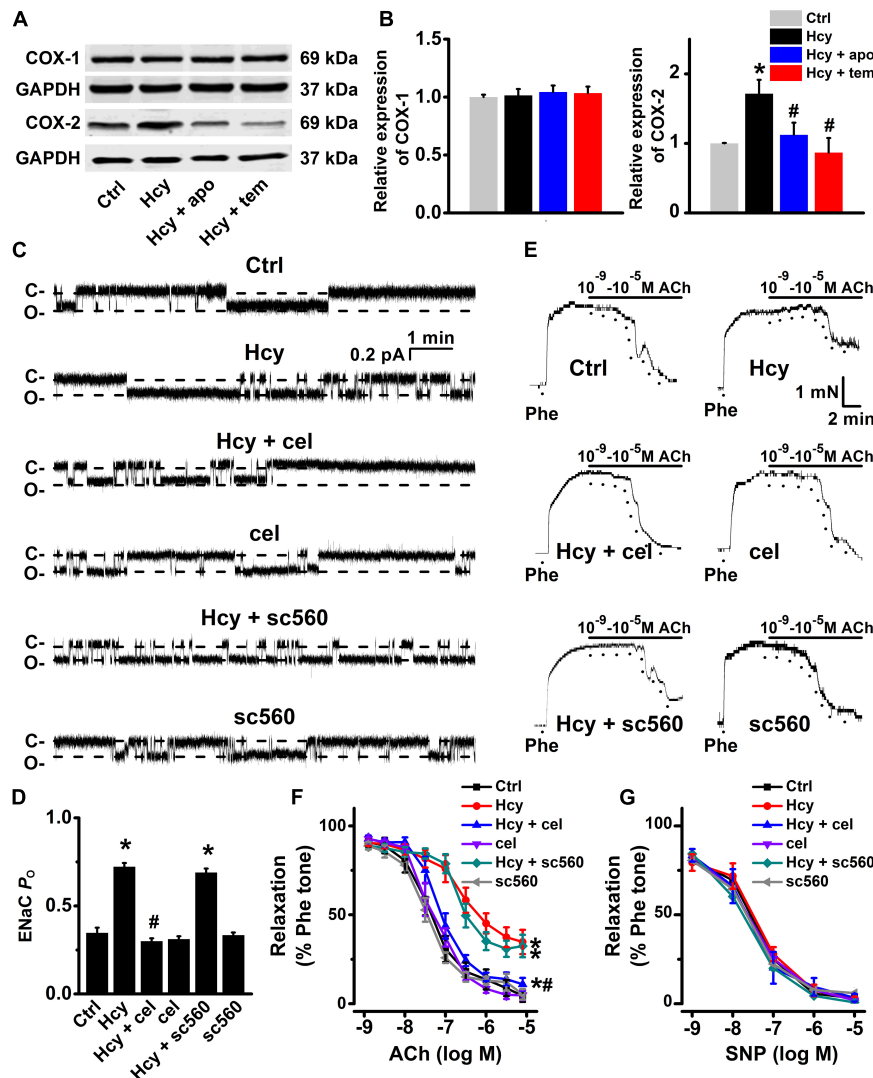 A
COX-1
69 kDa
GAPDH
37 kDa
COX-2
69 kDa
GAPDH
37 kDa
Ctrl
Hcy
Hcy + apo
Hcy + tem
B
Ctrl
Hcy
Hcy + apo
Hcy + tem
Relative expression
of COX-1
1.5
1.0
0.5
0.0
Relative expression
of COX-2
2
1
0
*
#
#
C
Ctrl
C-
O-
Hcy
1 min
0.2 pA
C-
O-
Hcy + cel
C-
O-
cel
C-
O-
Hcy + sc560
C-
O-
sc560
C-
O-
E
10-9-10-5M ACh
Ctrl
Phe
10-9-10-5M ACh
Hcy
Phe
1 mN
2 min
10-9-10-5M ACh
Hcy + cel
Phe
10-9-10-5M ACh
cel
Phe
10-9-10-5M ACh
Hcy + sc560
Phe
10-9-10-5M ACh
sc560
Phe
D
ENaC Po
1.0
0.5
0.0
*
#
*
Ctrl
Hcy
Hcy + cel
cel
Hcy + sc560
sc560
F
Ctrl
Hcy
Hcy + cel
cel
Hcy + sc560
sc560
Relaxation
(% Phe tone)
100
50
0
*
*
*#
-9 -8 -7 -6 -5
ACh (log M)
G
Ctrl
Hcy
Hcy + cel
cel
Hcy + sc560
sc560
Relaxation
(% Phe tone)
100
50
0
-9 -8 -7 -6 -5
SNP (log M)